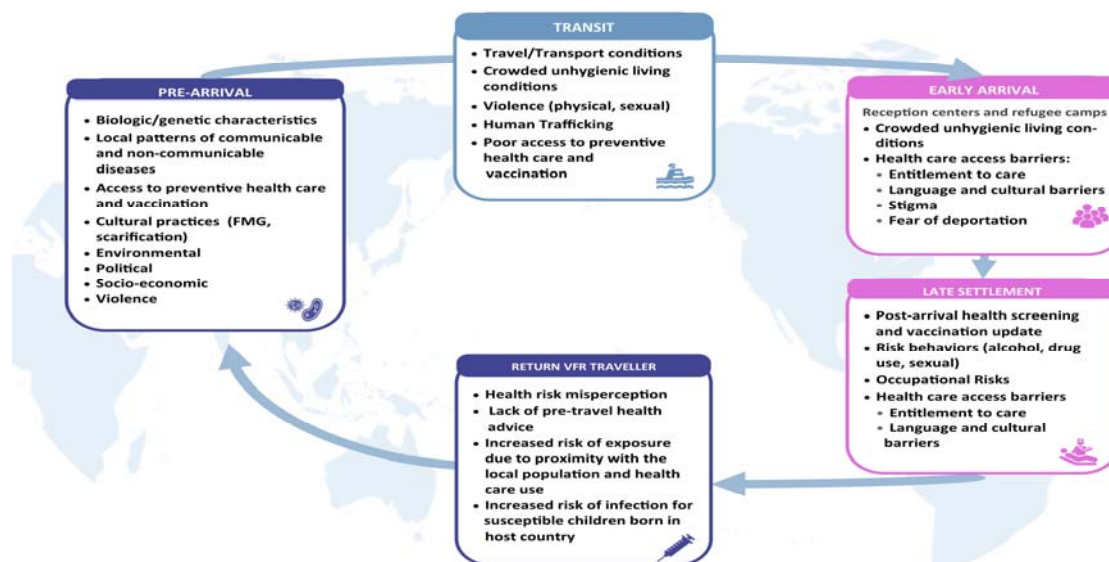 PRE-ARRIVAL
• Biologic/genetic characteristics
• Local patterns of communicable
and non-communicable
diseases
• Access to preventive health care
and vaccination
• Cultural practices (FMG,
scarification)
• Environmental
• Political
• Socio-economic
• Violence
TRANSIT
• Travel/Transport conditions
• Crowded unhygienic living
conditions
• Violence (physical, sexual)
• Human Trafficking
• Poor access to preventive
health care and
vaccination
EARLY ARRIVAL
Reception centers and refugee camps
• Crowded unhygienic living con-
ditions
• Health care access barriers:
• Entitlement to care
• Language and cultural barriers
- Stigma
• Fear of deportation
LATE SETTLEMENT
• Post-arrival health screening
and vaccination update
• Risk behaviors (alcohol, drug
use, sexual)
• Occupational Risks
• Health care access barriers
• Entitlement to care
• Language and cultural
barriers
RETURN VFR TRAVELLER
• Health risk misperception
• Lack of pre-travel health
advice
• Increased risk of exposure
due to proximity with the
local population and health
care use
• Increased risk of infection for
susceptible children born in
host country